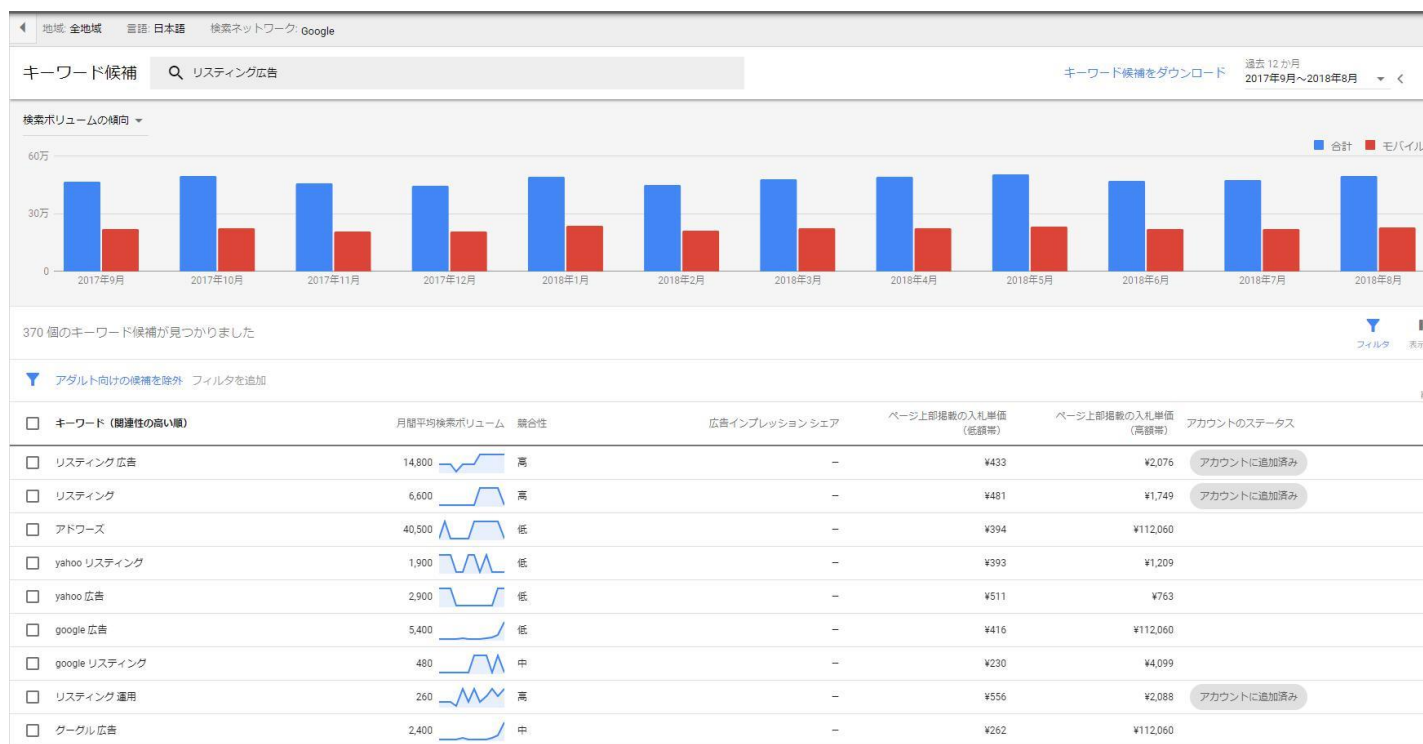 地域: 全地域 言語: 日本語 検索ネットワーク: Google
キーワード候補 リスティング広告 キーワード候補をダウンロード 過去 12 か月
2017年9月～2018年8月
検索ボリュームの傾向
合計 モバイル
60万
30万
0
2017年9月 2017年10月 2017年11月 2017年12月 2018年1月 2018年2月 2018年3月 2018年4月 2018年5月 2018年6月 2018年7月 2018年8月
370 個のキーワード候補が見つかりました
フィルタ 表示
アダルト向けの候補を除外 フィルタを追加
キーワード（関連性の高い順） 月間平均検索ボリューム 競合性 広告インプレッション シェア ページ上部掲載の入札単価（低額帯） ページ上部掲載の入札単価（高額帯） アカウントのステータス
リスティング 広告 14,800 高 – ¥433 ¥2,076 アカウントに追加済み
リスティング 6,600 高 – ¥481 ¥1,749 アカウントに追加済み
アドワーズ 40,500 低 – ¥394 ¥112,060
yahoo リスティング 1,900 低 – ¥393 ¥1,209
yahoo 広告 2,900 低 – ¥511 ¥763
google 広告 5,400 低 – ¥416 ¥112,060
google リスティング 480 中 – ¥230 ¥4,099
リスティング 運用 260 高 – ¥556 ¥2,088 アカウントに追加済み
グーグル 広告 2,400 中 – ¥262 ¥112,060